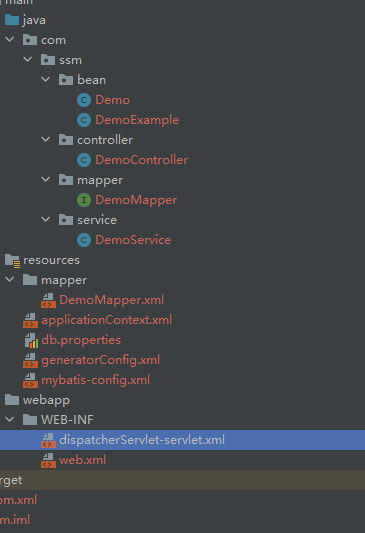 main
java
com
ssm
bean
Demo
DemoExample
controller
DemoController
mapper
DemoMapper
service
DemoService
resources
mapper
DemoMapper.xml
applicationContext.xml
db.properties
generatorConfig.xml
mybatis-config.xml
webapp
WEB-INF
dispatcherServlet-servlet.xml
web.xml
rget
om.xml
m.iml